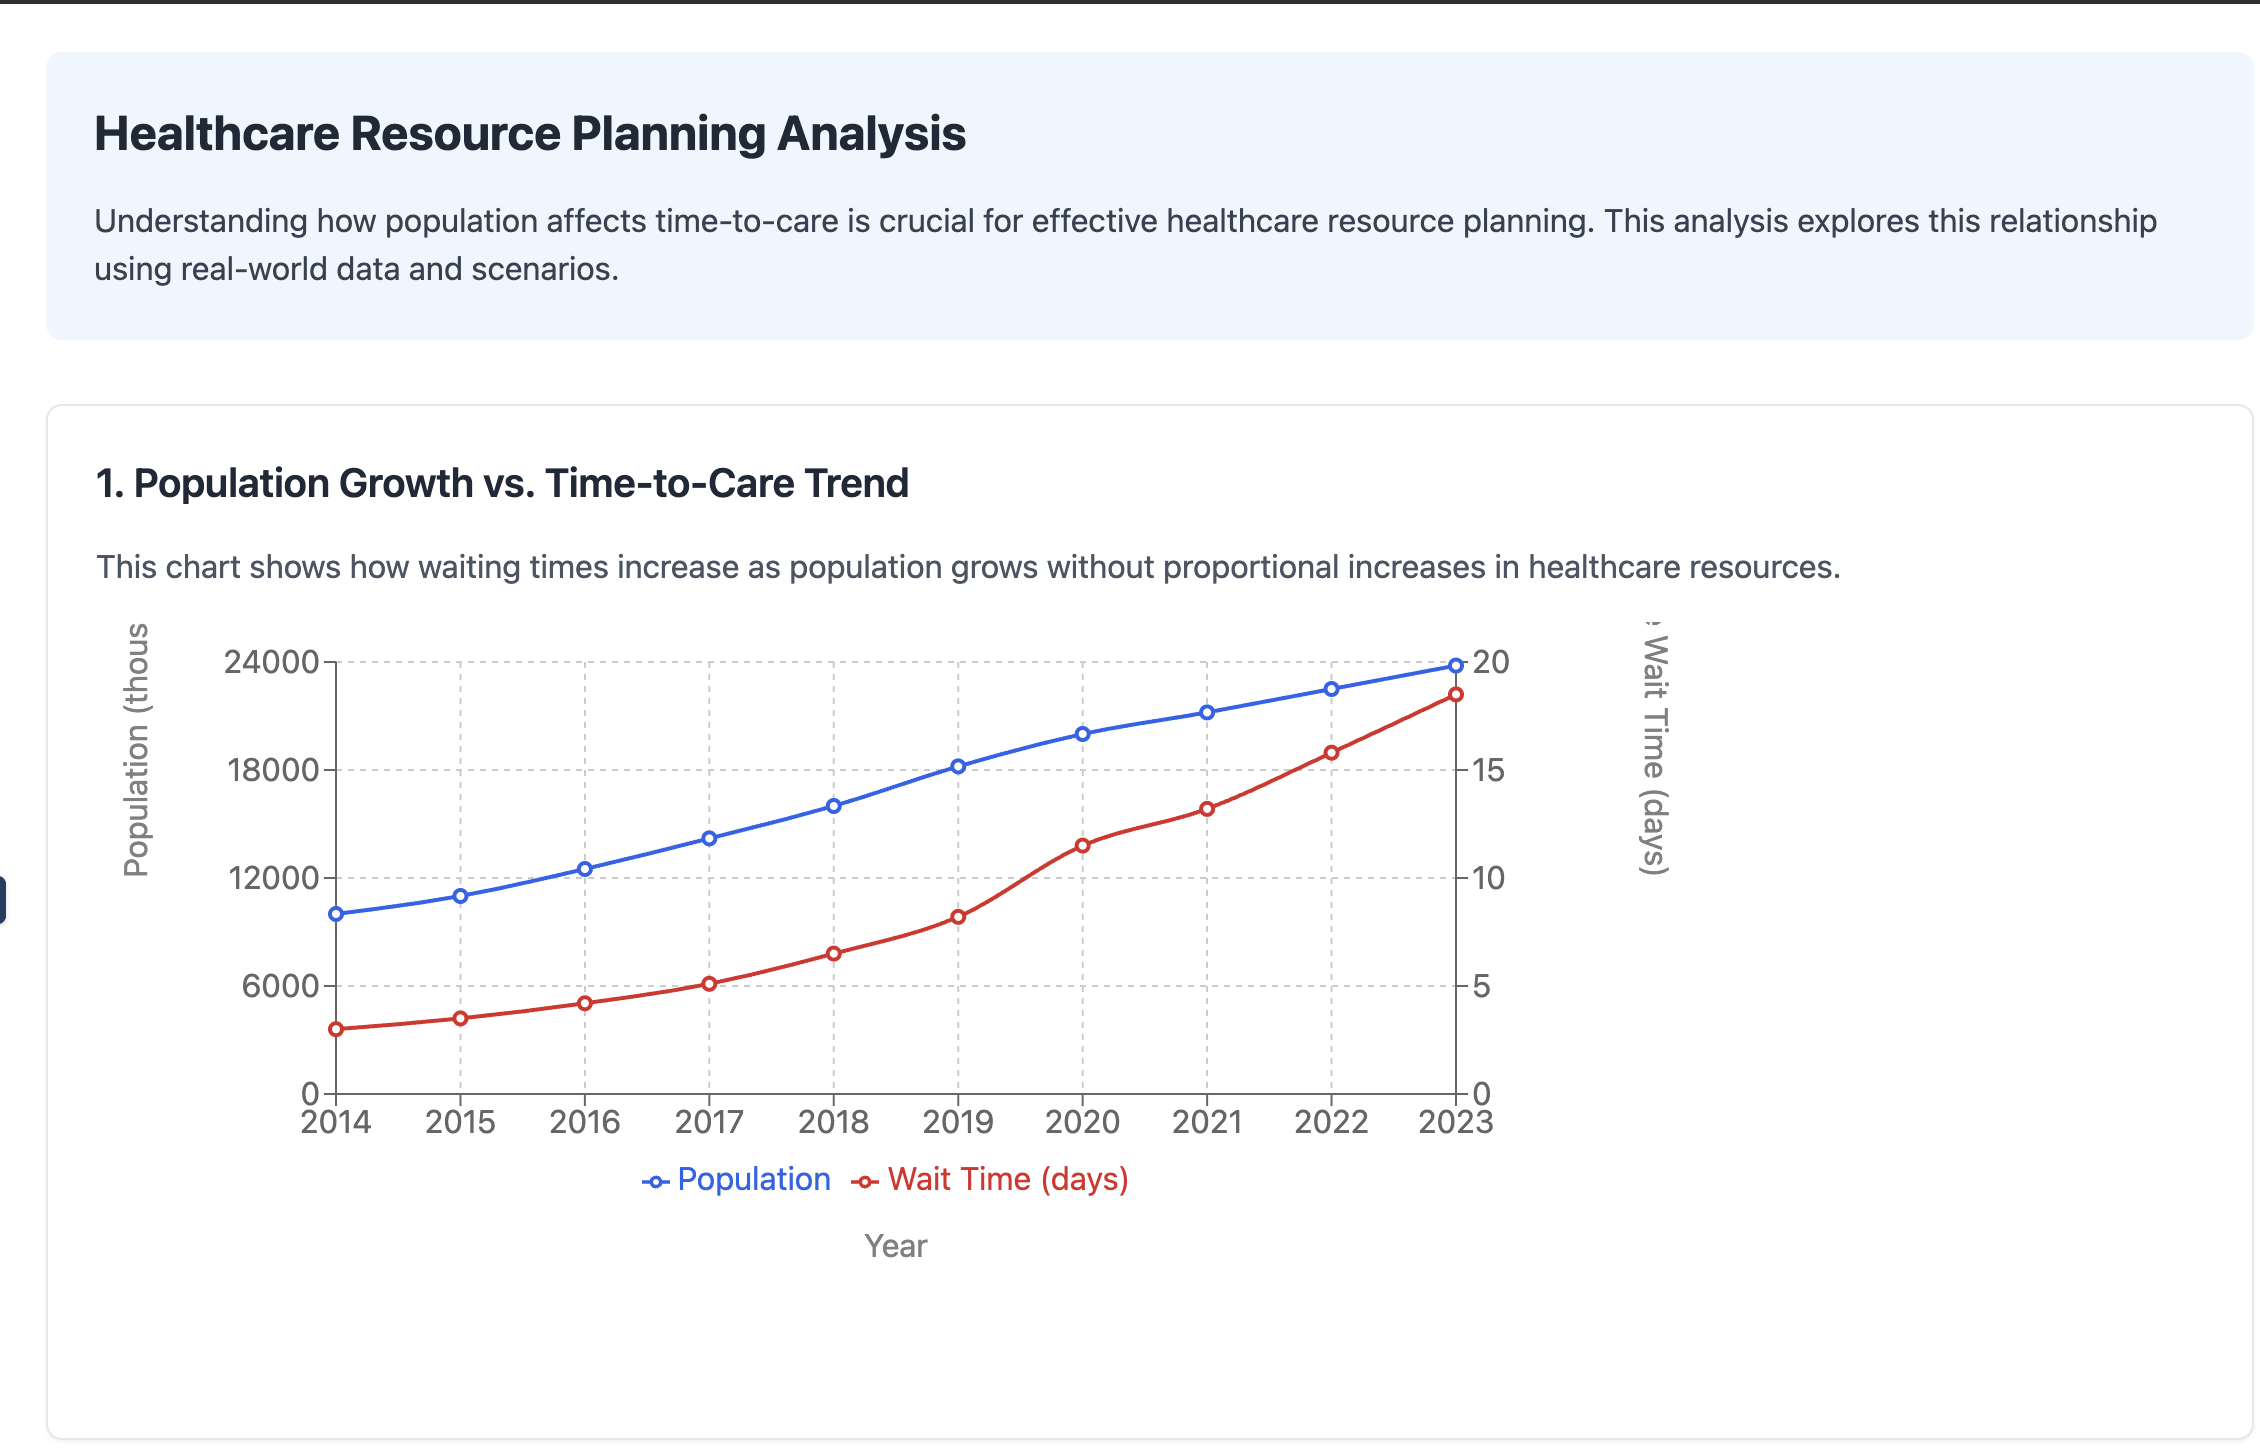 Healthcare Resource Planning Analysis
Understanding how population affects time-to-care is crucial for effective healthcare resource planning. This analysis explores this relationship
using real-world data and scenarios.
1. Population Growth vs. Time-to-Care Trend
This chart shows how waiting times increase as population grows without proportional increases in healthcare resources.
Population (thous
24000
18000
12000
6000
0
20
15
10
5
0
Wait Time (days)
2014 2015 2016 2017 2018 2019 2020 2021 2022 2023
Population Wait Time (days)
Year